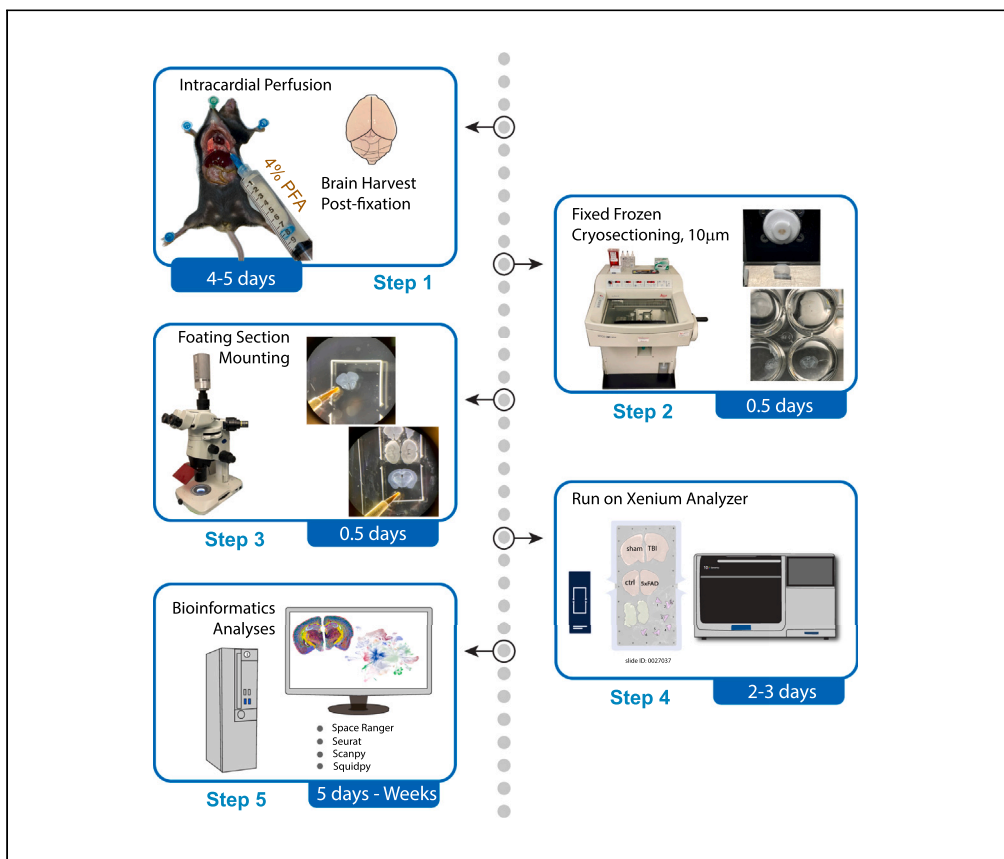 Intracardial Perfusion
4% PFA
Brain Harvest
Post-fixation
4-5 days
Step 1
Fixed Frozen
Cryosectioning, 10μm
Step 2
0.5 days
Foating Section
Mounting
Step 3
0.5 days
Run on Xenium Analyzer
sham TBI
ctrl 5xFAD
slide ID: 0027037
Step 4
2-3 days
Bioinformatics
Analyses
Space Ranger
Seurat
Scanpy
Squidpy
Step 5
5 days - Weeks